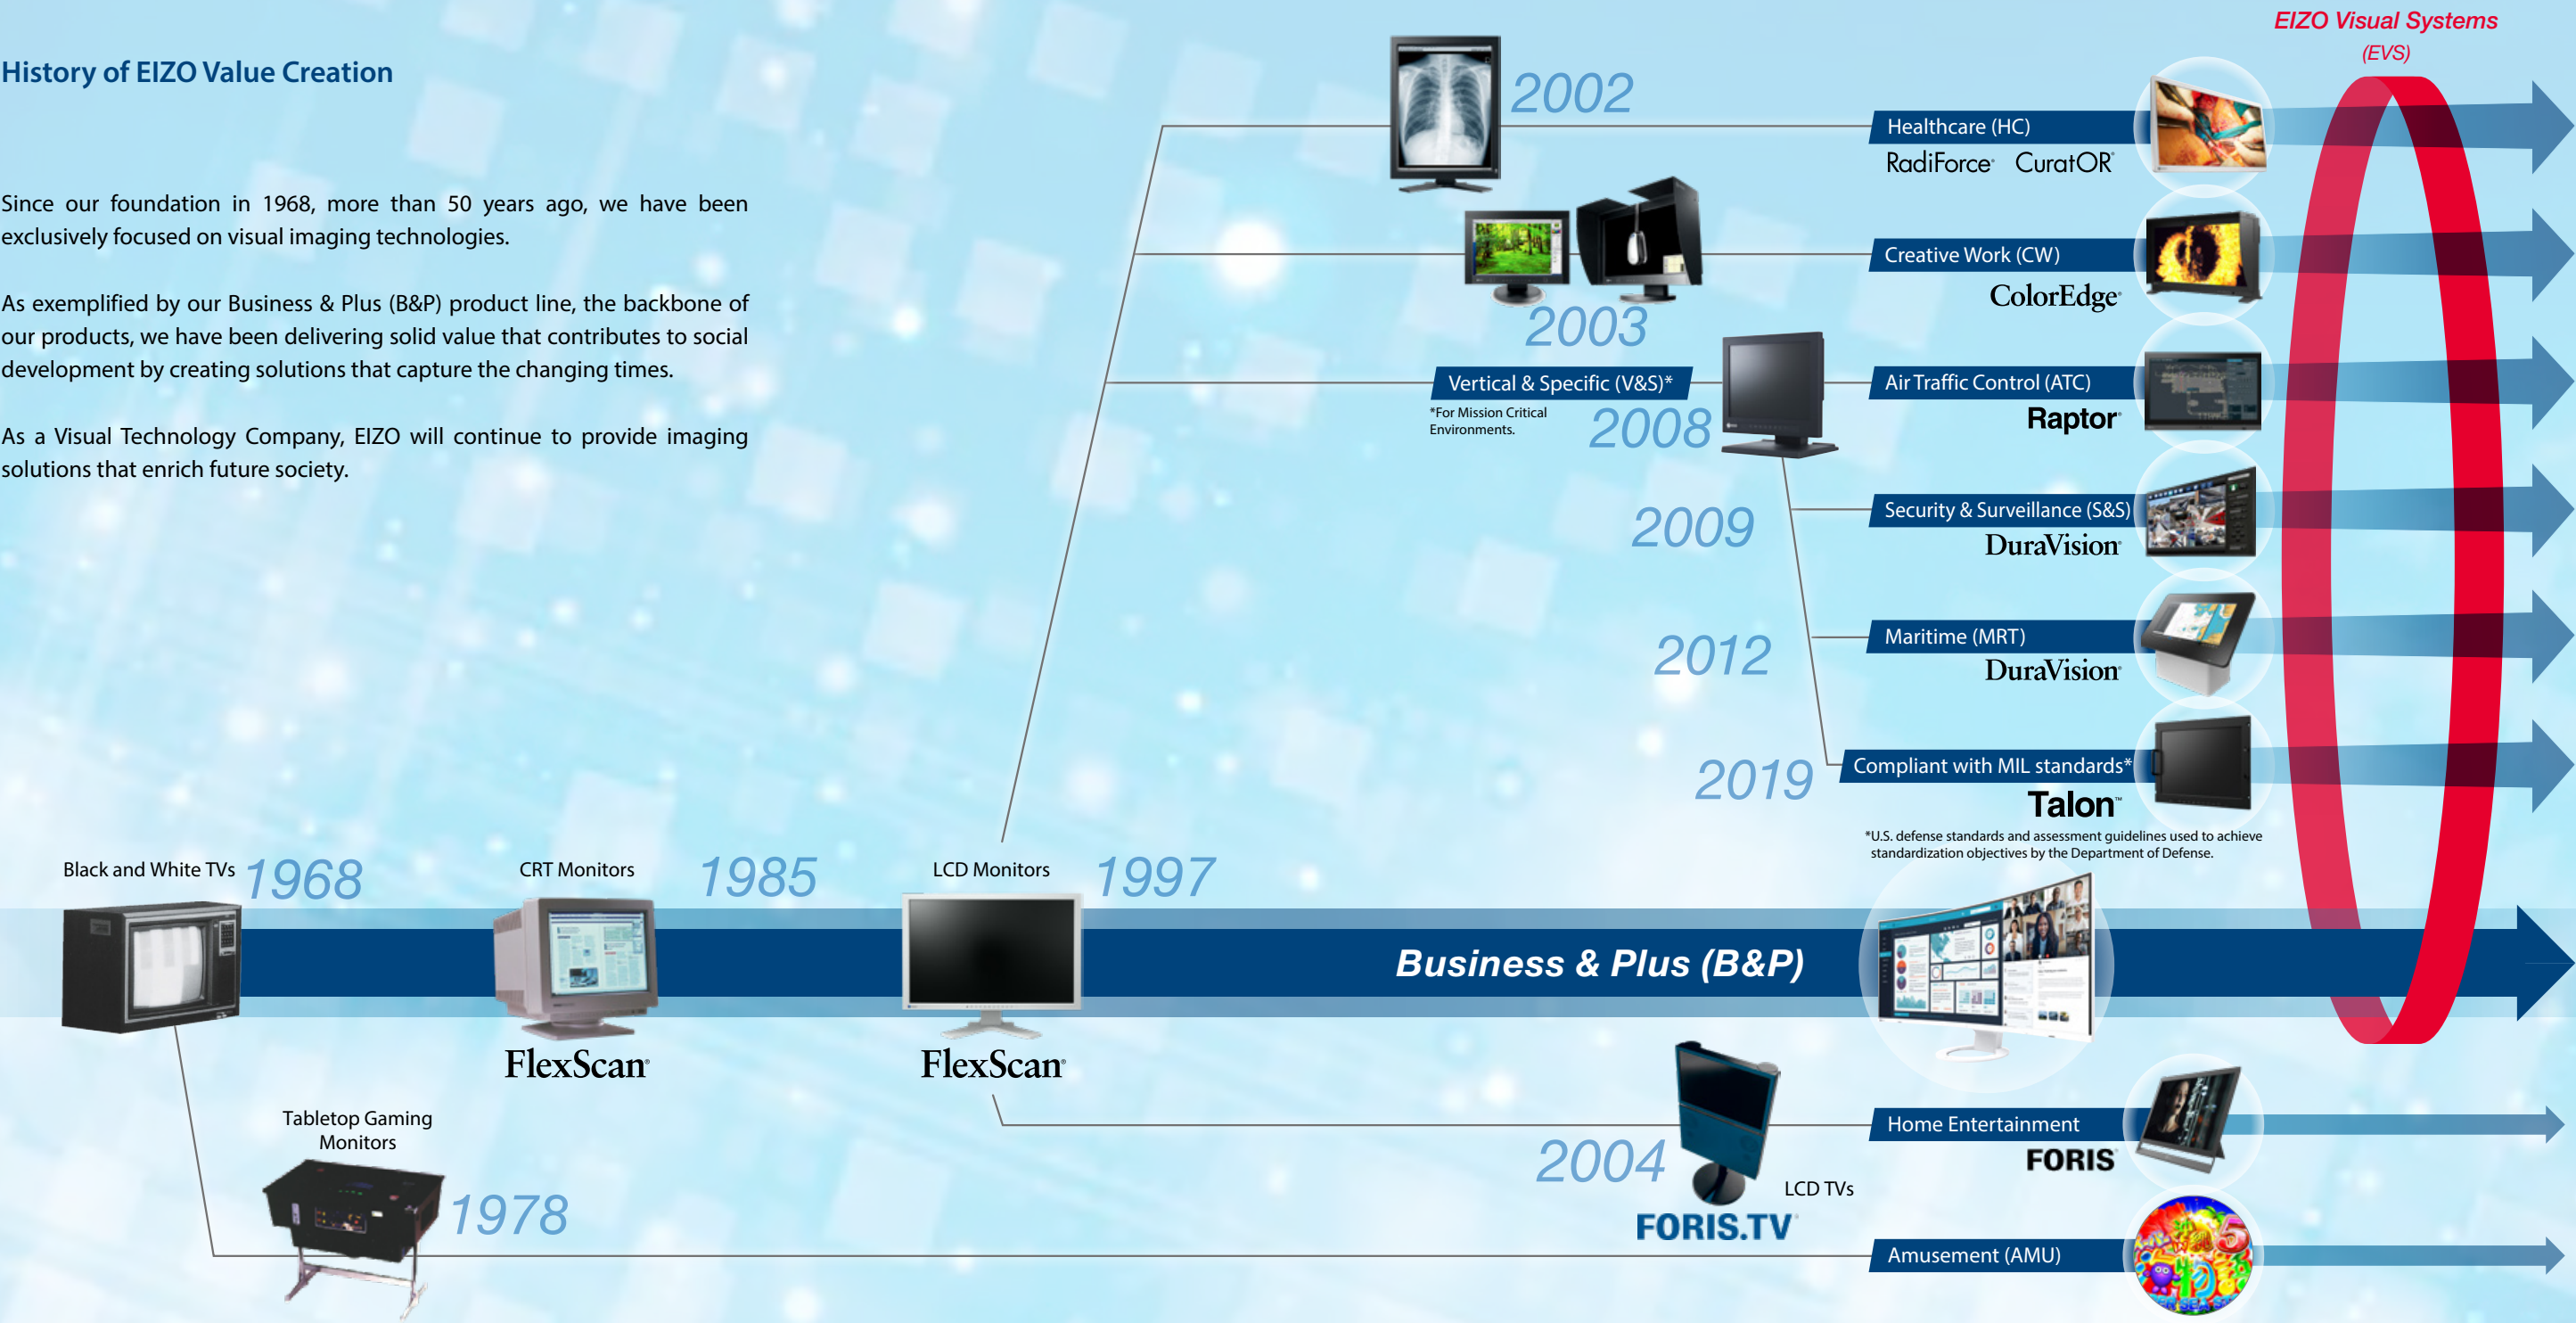 EIZO Visual Systems
(EVS)
History of EIZO Value Creation
Since our foundation in 1968, more than 50 years ago, we have been
exclusively focused on visual imaging technologies.
As exemplified by our Business & Plus (B&P) product line, the backbone of
our products, we have been delivering solid value that contributes to social
development by creating solutions that capture the changing times.
As a Visual Technology Company, EIZO will continue to provide imaging
solutions that enrich future society.
2002
Healthcare (HC)
RadiForce® CuratOR®
2003
Creative Work (CW)
ColorEdge®
Vertical & Specific (V&S)*
*For Mission Critical
Environments.
2008
Air Traffic Control (ATC)
Raptor®
2009
Security & Surveillance (S&S)
DuraVision®
2012
Maritime (MRT)
DuraVision®
2019
Compliant with MIL standards*
Talon™
*U.S. defense standards and assessment guidelines used to achieve
standardization objectives by the Department of Defense.
Black and White TVs 1968
CRT Monitors 1985
FlexScan®
LCD Monitors 1997
FlexScan®
Business & Plus (B&P)
Tabletop Gaming
Monitors
1978
2004
LCD TVs
FORIS.TV®
Home Entertainment
FORIS®
Amusement (AMU)